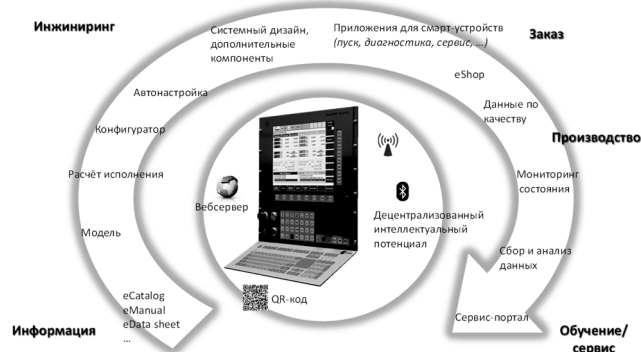 Инжиниринг
Системный дизайн,
дополнительные
компоненты
Приложения для смарт-устройств
(пуск, диагностика, сервис, ...)
Заказ
eShop
Автонастройка
Данные по
качеству
Конфигуратор
Производство
Расчёт исполнения
Мониторинг
состояния
Вебсервер
Децентрализованный
интеллектуальный
потенциал
Модель
Сбор и анализ
данных
eCatalog
eManual
eData sheet
...
QR-код
Сервис-портал
Информация
Обучение/
сервис